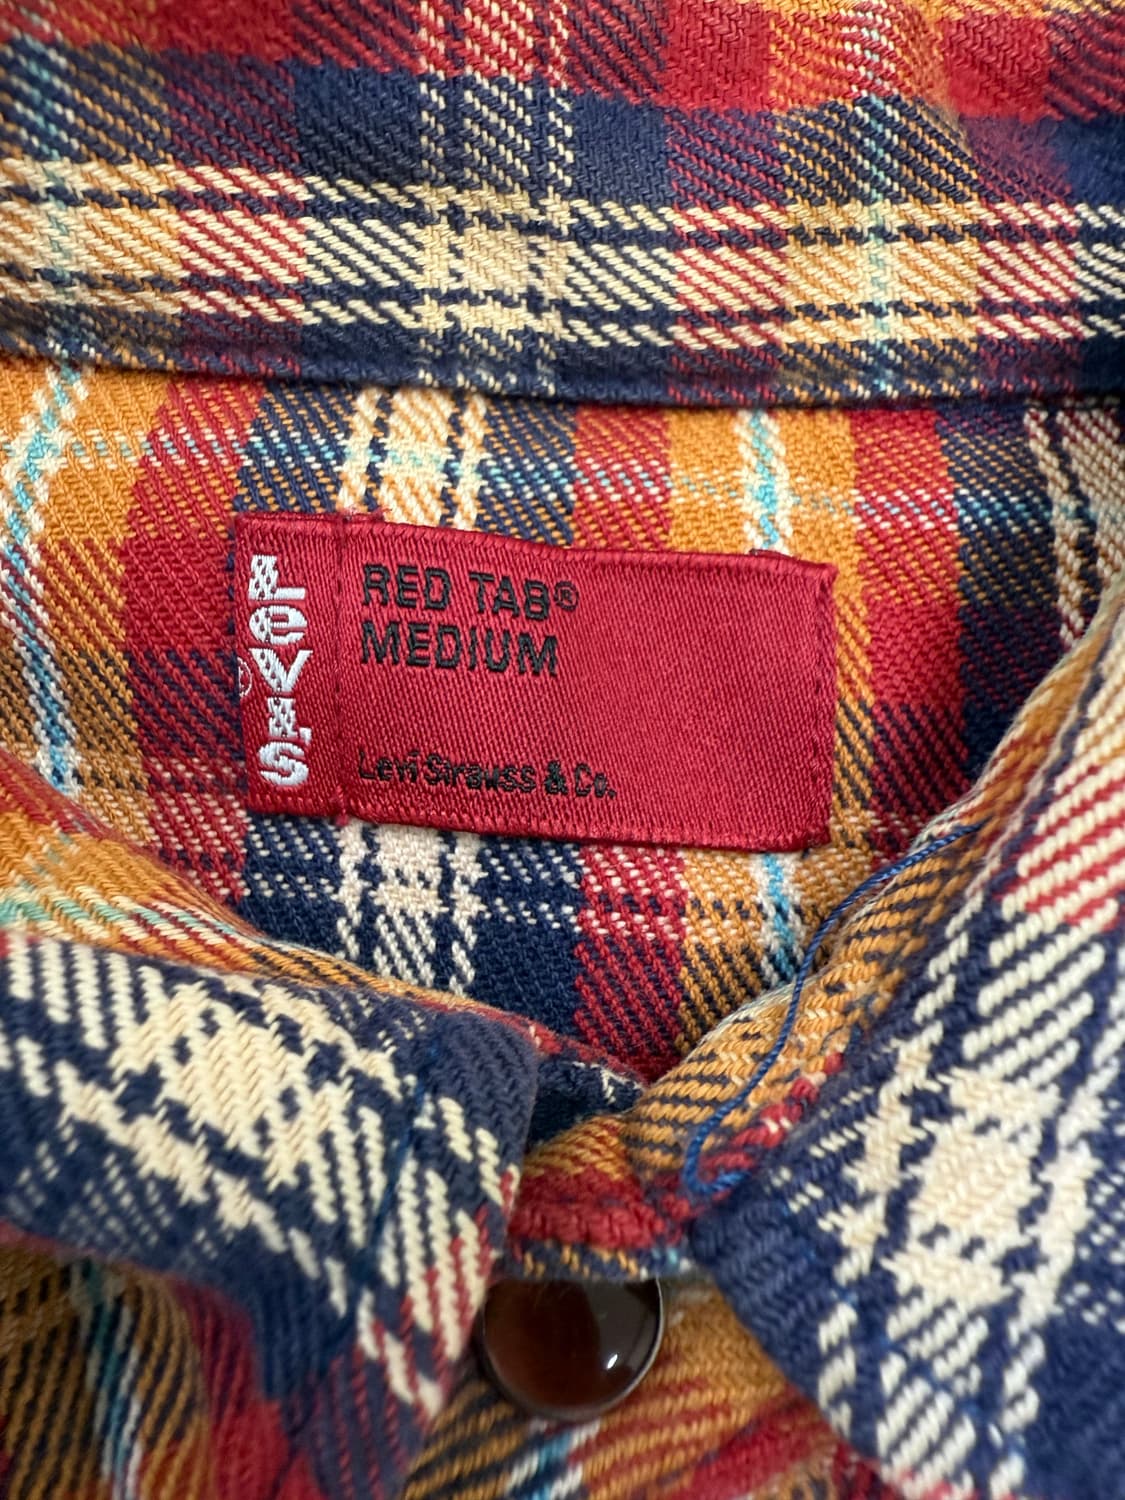 LeVI's
®
RED TAB®
MEDIUM
Levi Strauss & Co.